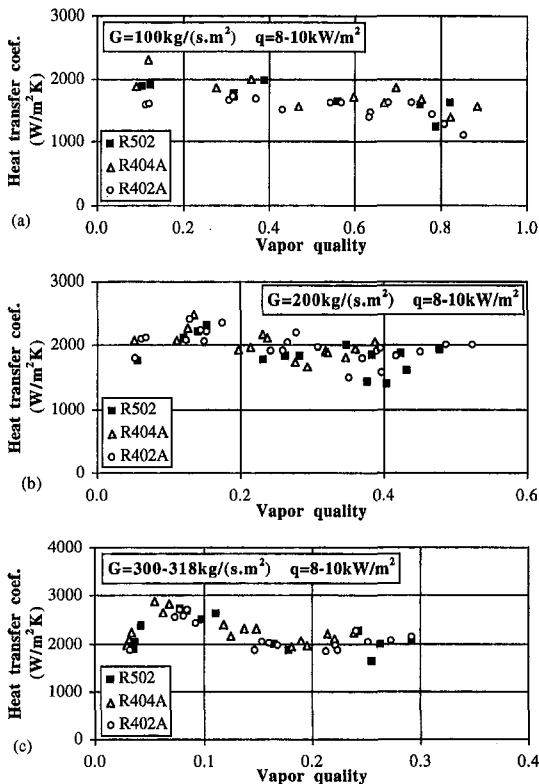 G=100kg/(s.m²) q=8-10kW/m²
Heat transfer coef.
(W/m²K)
3000
2000
1000
0
R502
R404A
R402A
(a)
0.0 0.2 0.4 0.6 0.8 1.0
Vapor quality
G=200kg/(s.m²) q=8-10kW/m²
Heat transfer coef.
(W/m²K)
3000
2000
1000
0
R502
R404A
R402A
(b)
0.0 0.2 0.4 0.6
Vapor quality
G=300-318kg/(s.m²) q=8-10kW/m²
Heat transfer coef.
(W/m²K)
4000
3000
2000
1000
0
R502
R404A
R402A
(c)
0.0 0.1 0.2 0.3 0.4
Vapor quality